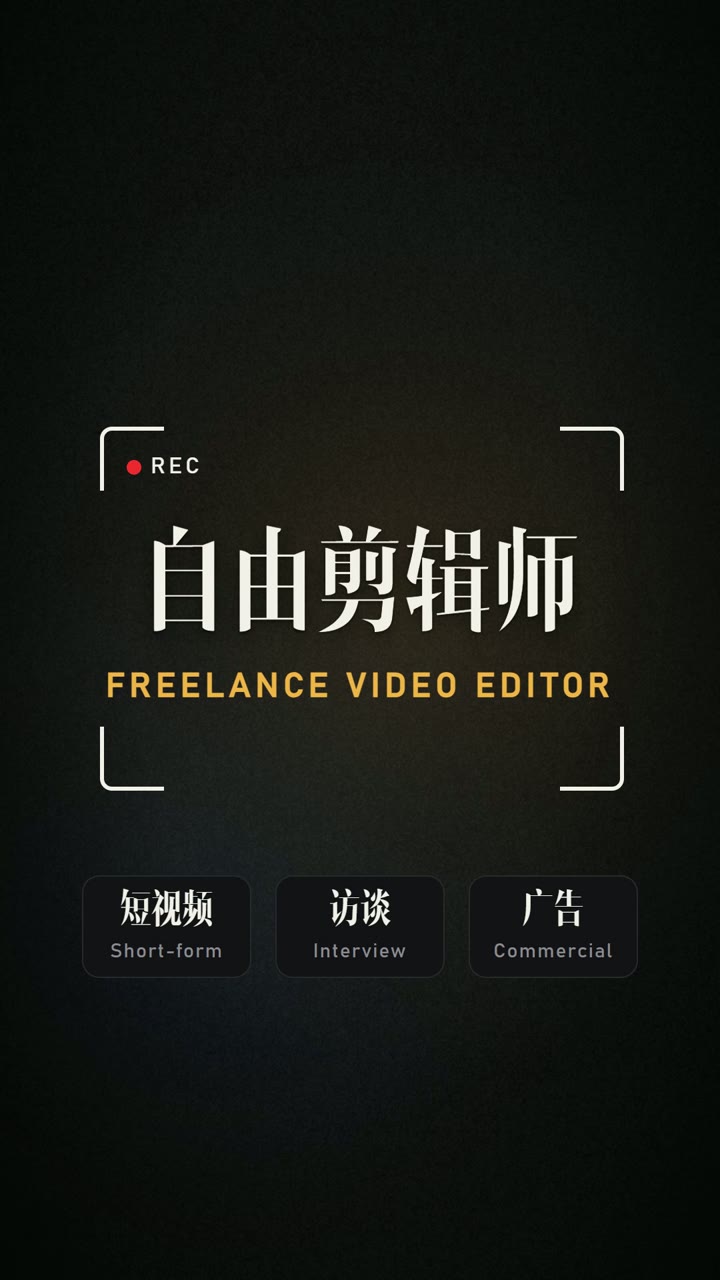 REC
自由剪辑师
FREELANCE VIDEO EDITOR
短视频 访谈 广告
Short-form Interview Commercial